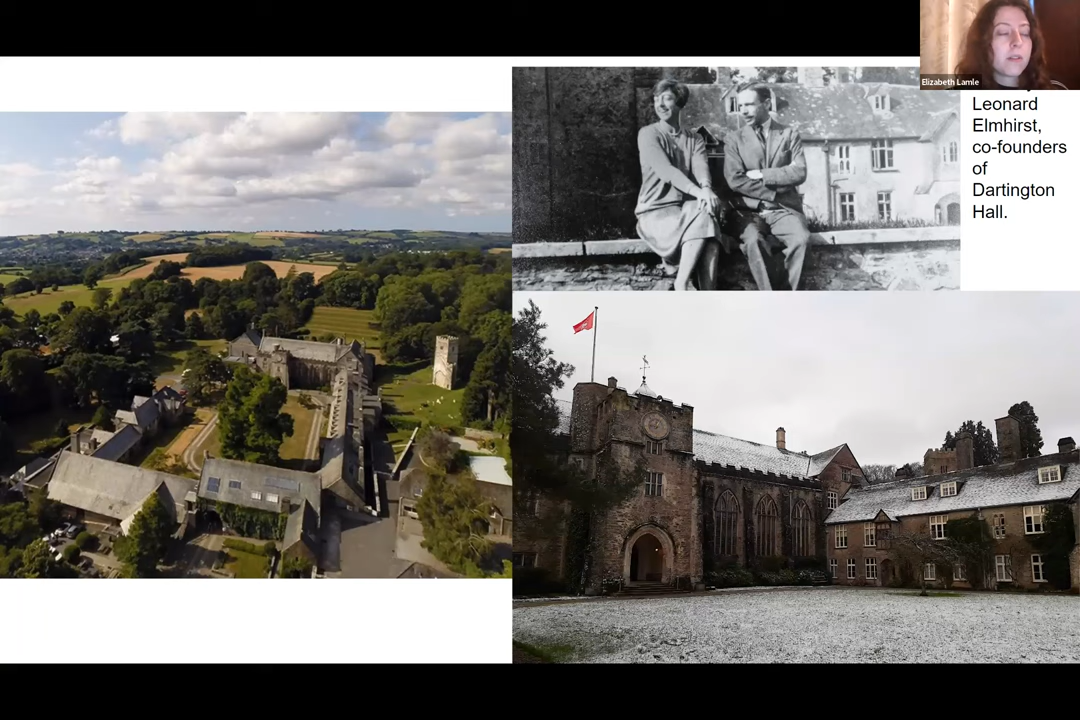 Elizabeth Lamle
Leonard
Elmhirst,
co-founders
of
Dartington
Hall.